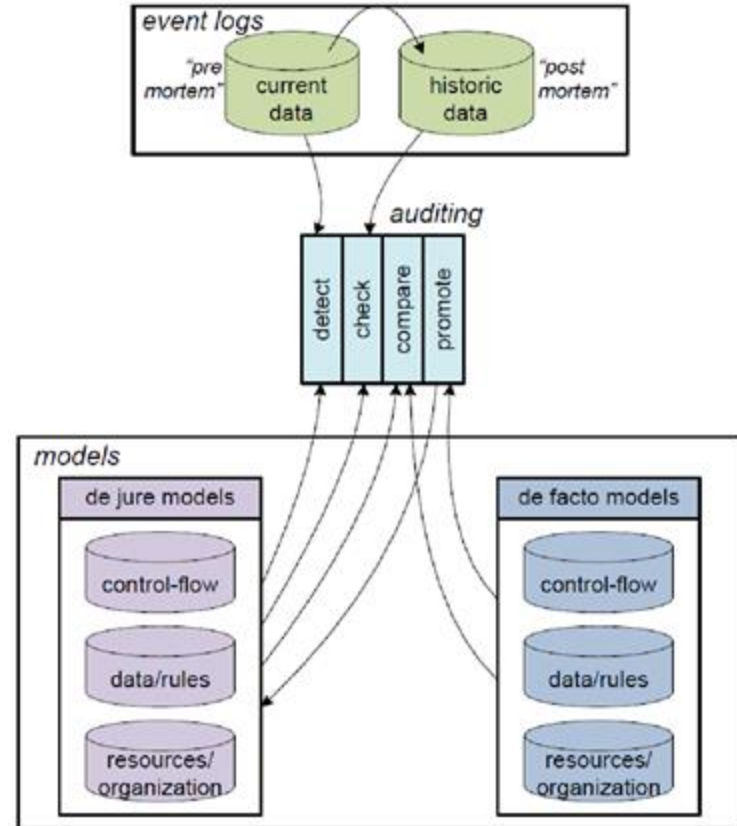 event logs
“pre
mortem”
current
data
historic
data
“post
mortem”
auditing
detect
check
compare
promote
models
de jure models
control-flow
data/rules
resources/
organization
de facto models
control-flow
data/rules
resources/
organization